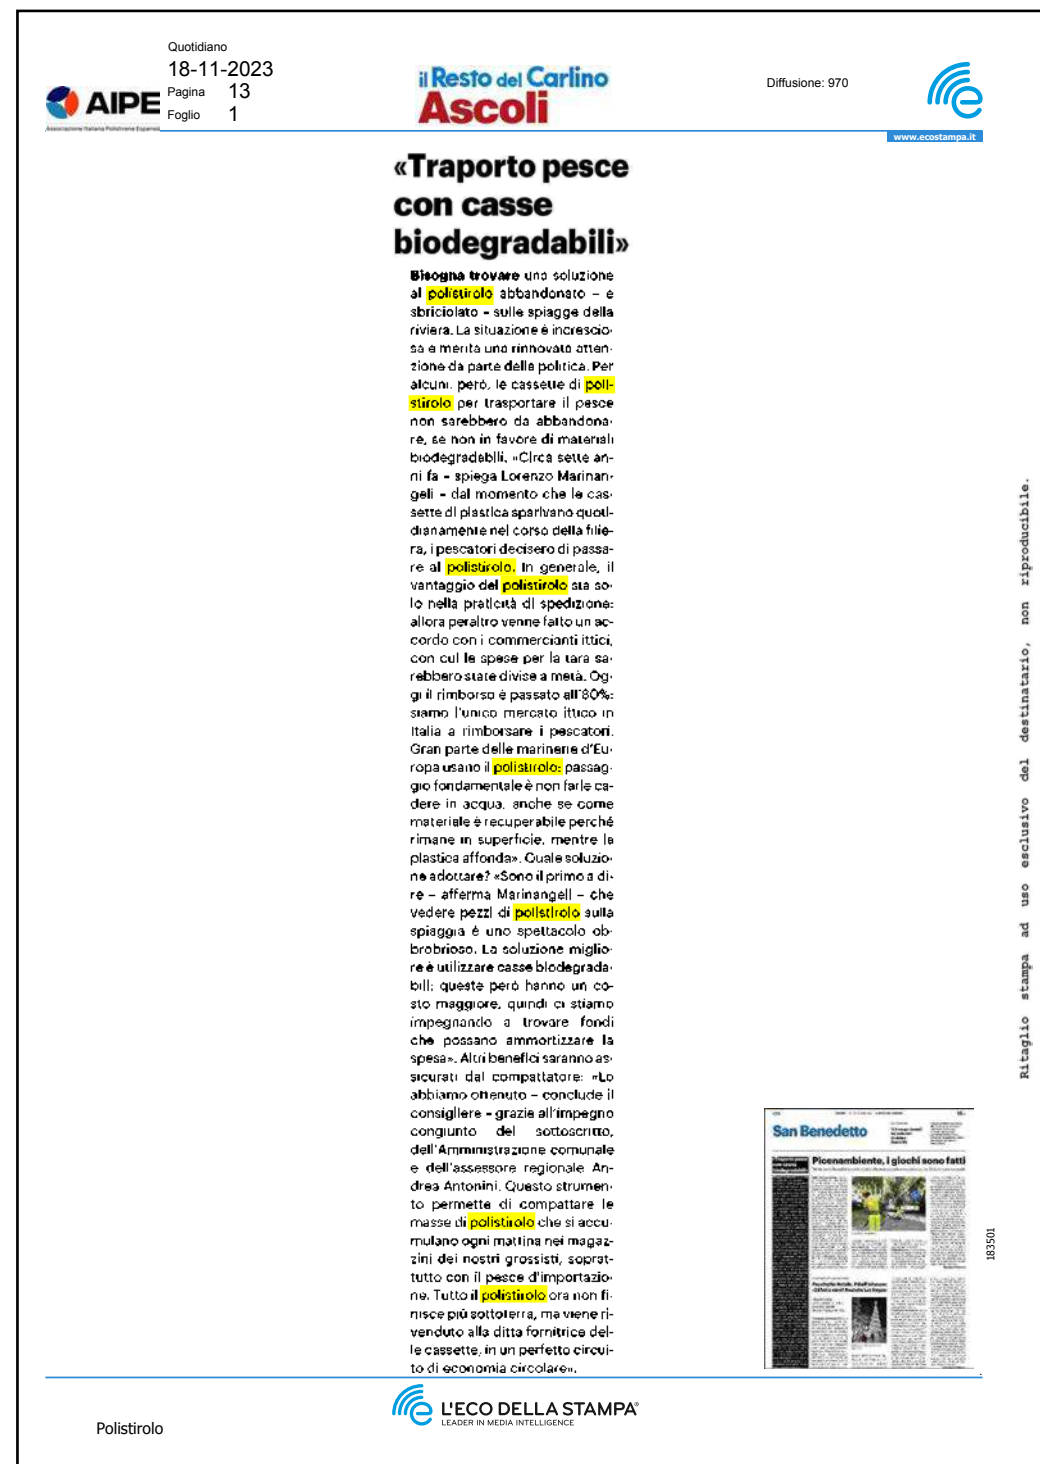 Quotidiano
18-11-2023
Pagina 13
Foglio 1
AIPE
Associazione Italiana Polistirene Espanso
il Resto del Carlino
Ascoli
Diffusione: 970
www.ecostampa.it
«Traporto pesce
con casse
biodegradabili»
Bisogna trovare una soluzione
al polistirolo abbandonato – e
sbriciolato – sulle spiagge della
riviera. La situazione è increscio-
sa e merita una rinnovata atten-
zione da parte della politica. Per
alcuni, però, le cassette di poli-
stirolo per trasportare il pesce
non sarebbero da abbandona-
re, se non in favore di materiali
biodegradabili. «Circa sette an-
ni fa – spiega Lorenzo Marinan-
geli – dal momento che le cas-
sette di plastica sparivano quoti-
dianamente nel corso della filie-
ra, i pescatori decisero di passa-
re al polistirolo. In generale, il
vantaggio del polistirolo sta so-
lo nella praticità di spedizione:
allora peraltro venne fatto un ac-
cordo con i commercianti ittici,
con cui le spese per la tara sa-
rebbero state divise a metà. Og-
gi il rimborso è passato all'80%:
siamo l'unico mercato ittico in
Italia a rimborsare i pescatori.
Gran parte delle marinerie d'Eu-
ropa usano il polistirolo: passag-
gio fondamentale è non farle ca-
dere in acqua, anche se come
materiale è recuperabile perché
rimane in superficie, mentre la
plastica affonda». Quale soluzio-
ne adottare? «Sono il primo a di-
re – afferma Marinangeli – che
vedere pezzi di polistirolo sulla
spiaggia è uno spettacolo ob-
brobrioso. La soluzione miglio-
re è utilizzare casse biodegrada-
bili: queste però hanno un co-
sto maggiore, quindi ci stiamo
impegnando a trovare fondi
che possano ammortizzare la
spesa». Altri benefici saranno as-
sicurati dal compattatore: «Lo
abbiamo ottenuto – conclude il
consigliere – grazie all'impegno
congiunto del sottoscritto,
dell'Amministrazione comunale
e dell'assessore regionale An-
drea Antonini. Questo strumen-
to permette di compattare le
masse di polistirolo che si accu-
mulano ogni mattina nei magaz-
zini dei nostri grossisti, soprat-
tutto con il pesce d'importazio-
ne. Tutto il polistirolo ora non fi-
nisce più sottoterra, ma viene ri-
venduto alla ditta fornitrice del-
le cassette, in un perfetto circui-
to di economia circolare».
Ritaglio stampa ad uso esclusivo del destinatario, non riproducibile.
San Benedetto
Picenambiente, i giochi sono fatti
183501
L'ECO DELLA STAMPA
LEADER IN MEDIA INTELLIGENCE
Polistirolo